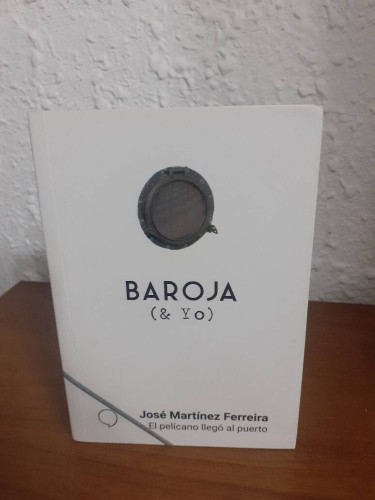 BAROJA
(& Yo)
José Martínez Ferreira
El pelícano llegó al puerto